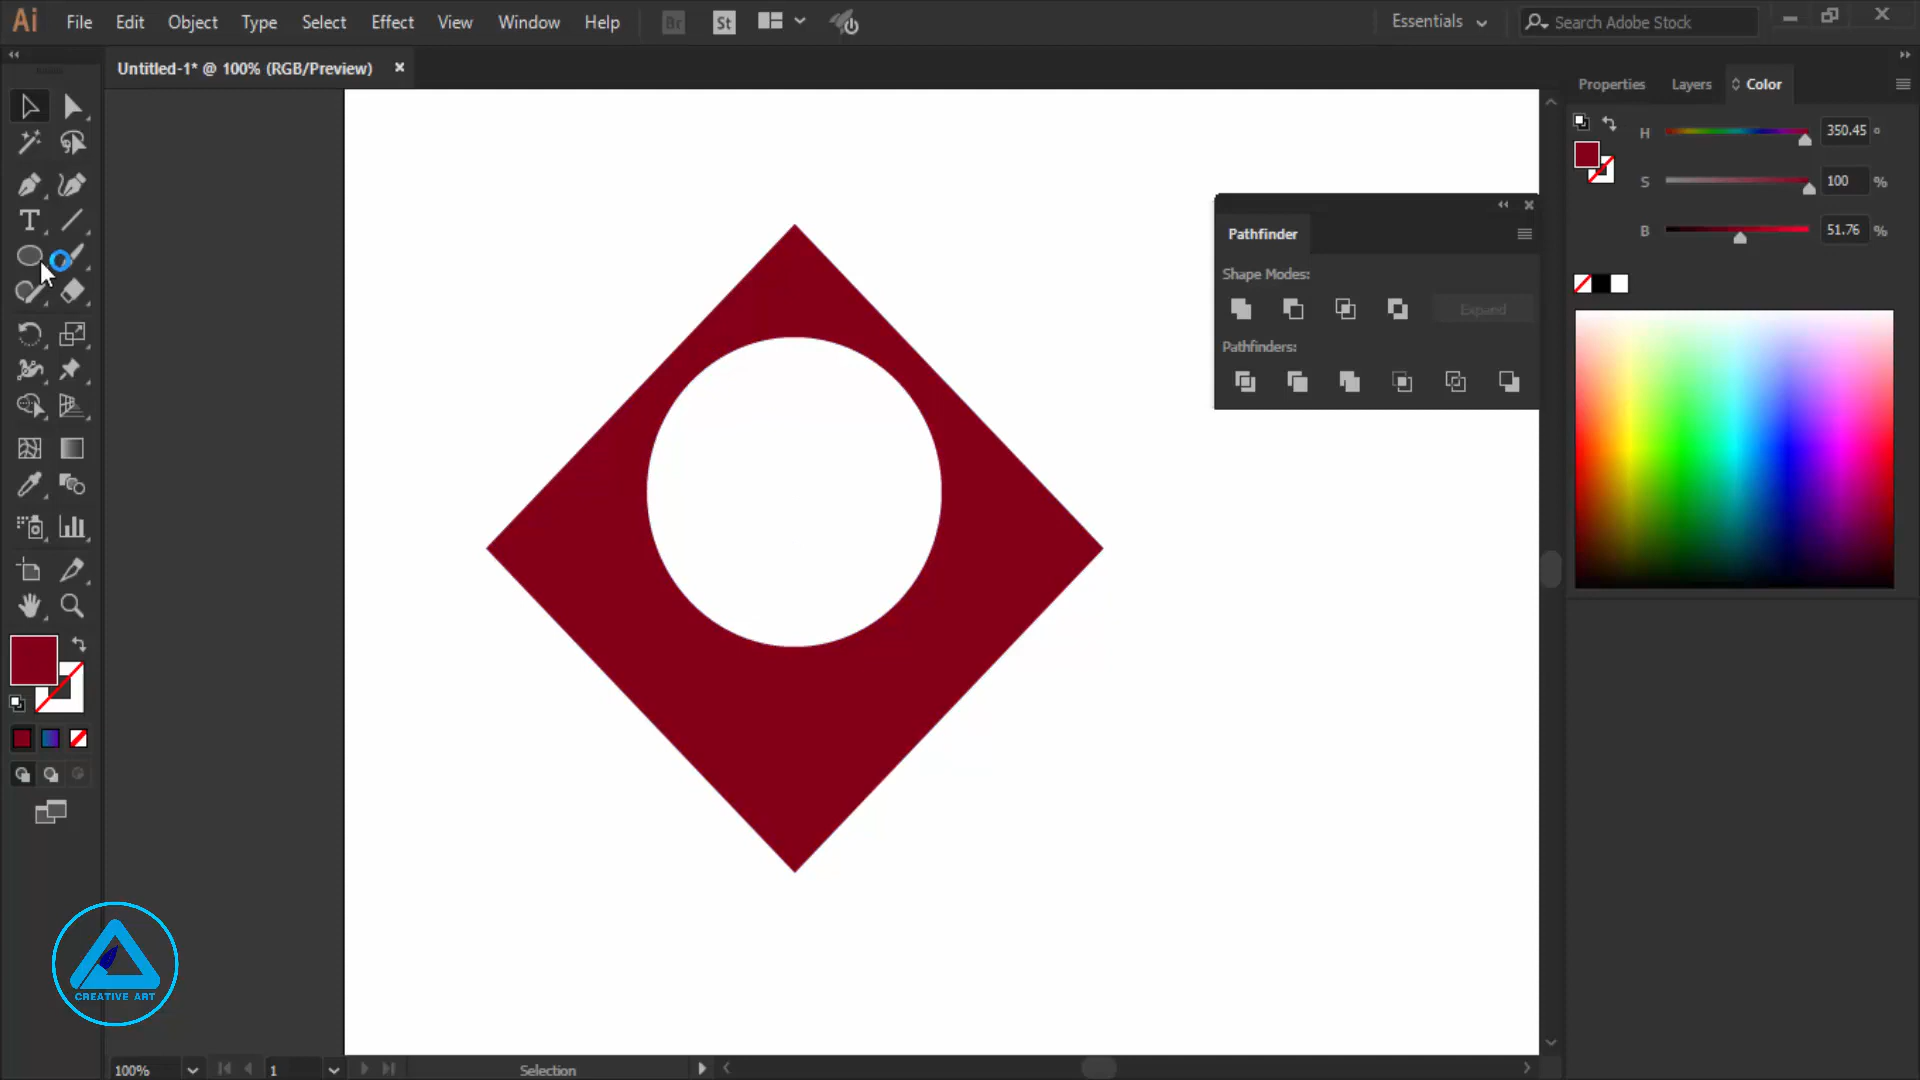 Ai File Edit Object Type Select Effect View Window Help Br St Essentials Search Adobe Stock
Untitled-1* @ 100% (RGB/Preview)
Properties Layers Color
H 350.45 °
S 100 %
B 51.76 %
Pathfinder
Shape Modes:
Expand
Pathfinders:
T
CREATIVE ART
100% 1 Selection